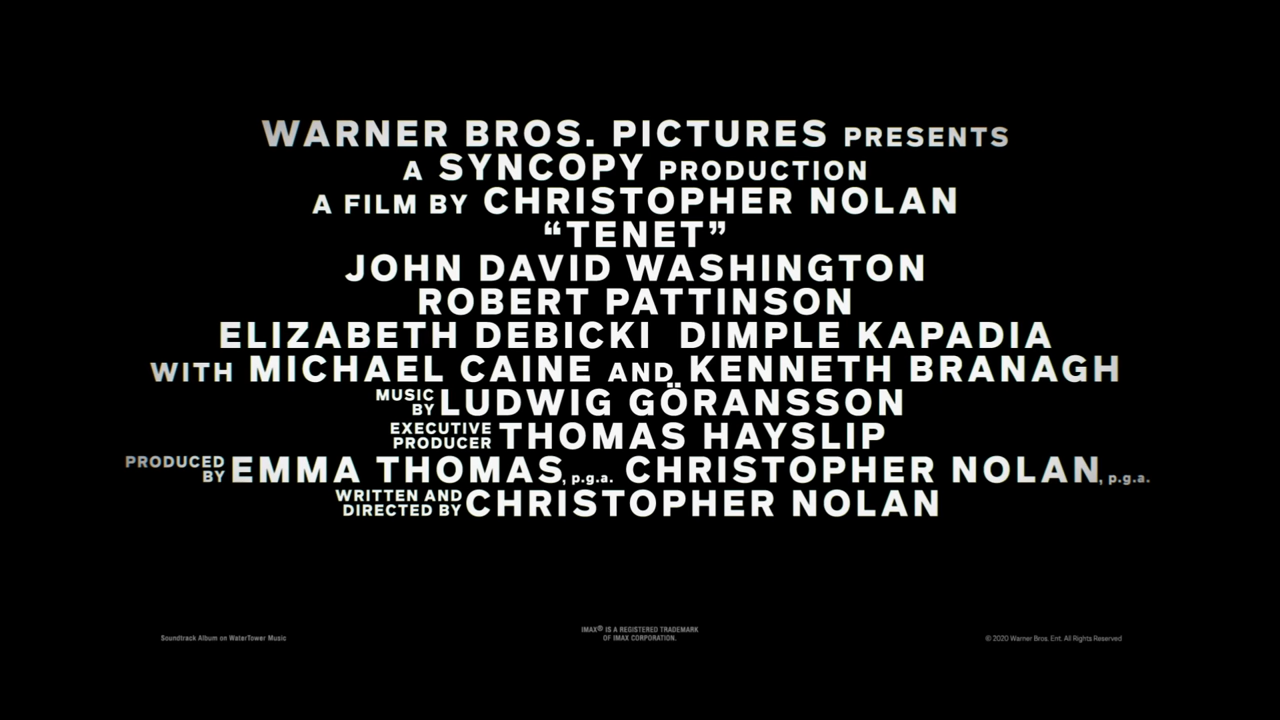 WARNER BROS. PICTURES PRESENTS
A SYNCOPY PRODUCTION
A FILM BY CHRISTOPHER NOLAN
“TENET”
JOHN DAVID WASHINGTON
ROBERT PATTINSON
ELIZABETH DEBICKI DIMPLE KAPADIA
WITH MICHAEL CAINE AND KENNETH BRANAGH
MUSIC BY LUDWIG GÖRANSSON
EXECUTIVE PRODUCER THOMAS HAYSLIP
PRODUCED BY EMMA THOMAS, p.g.a. CHRISTOPHER NOLAN, p.g.a.
WRITTEN AND DIRECTED BY CHRISTOPHER NOLAN
Soundtrack Album on WaterTower Music
IMAX® IS A REGISTERED TRADEMARK
OF IMAX CORPORATION.
© 2020 Warner Bros. Ent. All Rights Reserved